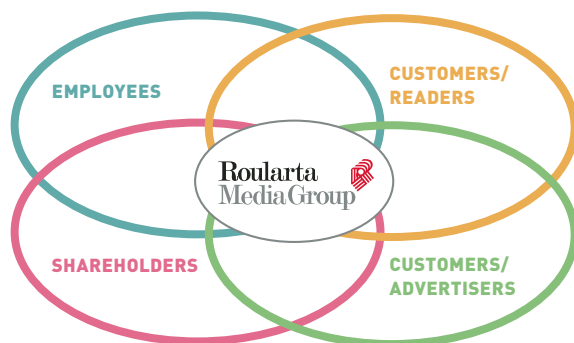 EMPLOYEES
CUSTOMERS/
READERS
Roularta
MediaGroup
SHAREHOLDERS
CUSTOMERS/
ADVERTISERS